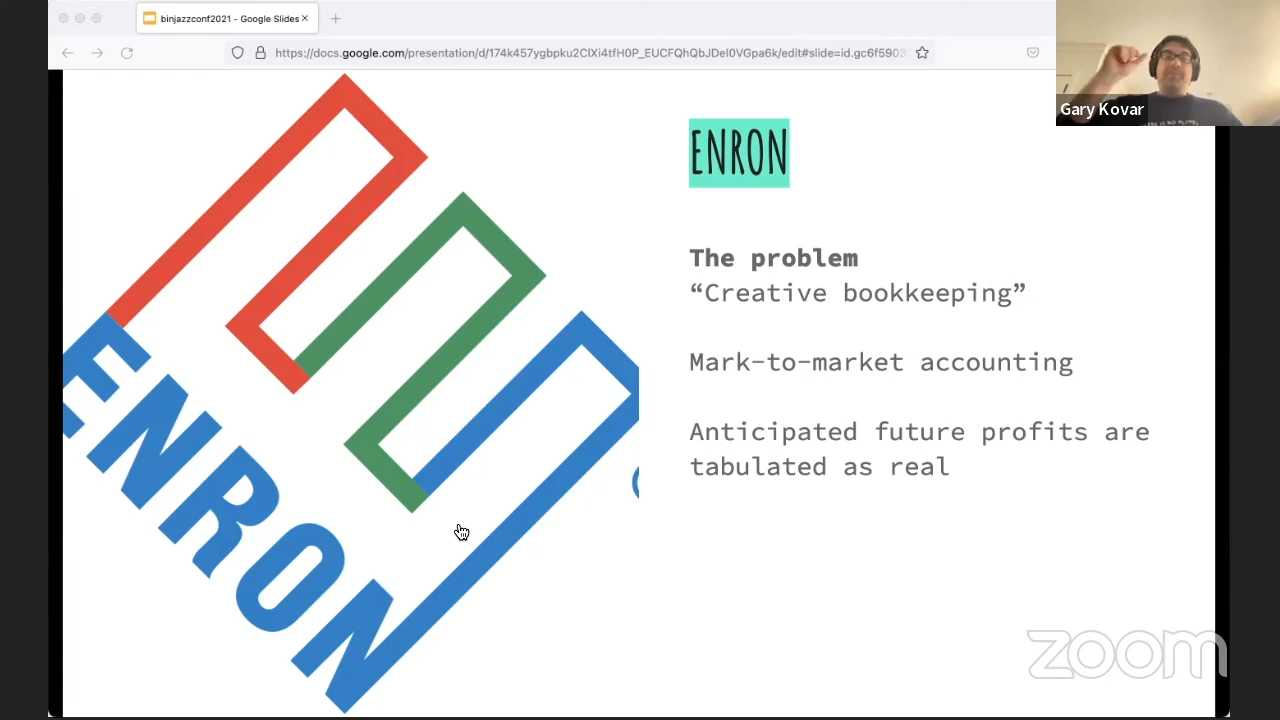 binjazzconf2021 - Google Slides
https://docs.google.com/presentation/d/174k457ygbpku2ClXi4tfH0P_EUCFQhQbJDeI0VGpa6k/edit#slide=id.gc6f5903
Gary Kovar
ENRON
The problem
“Creative bookkeeping”
Mark-to-market accounting
Anticipated future profits are
tabulated as real
ENRON
zoom